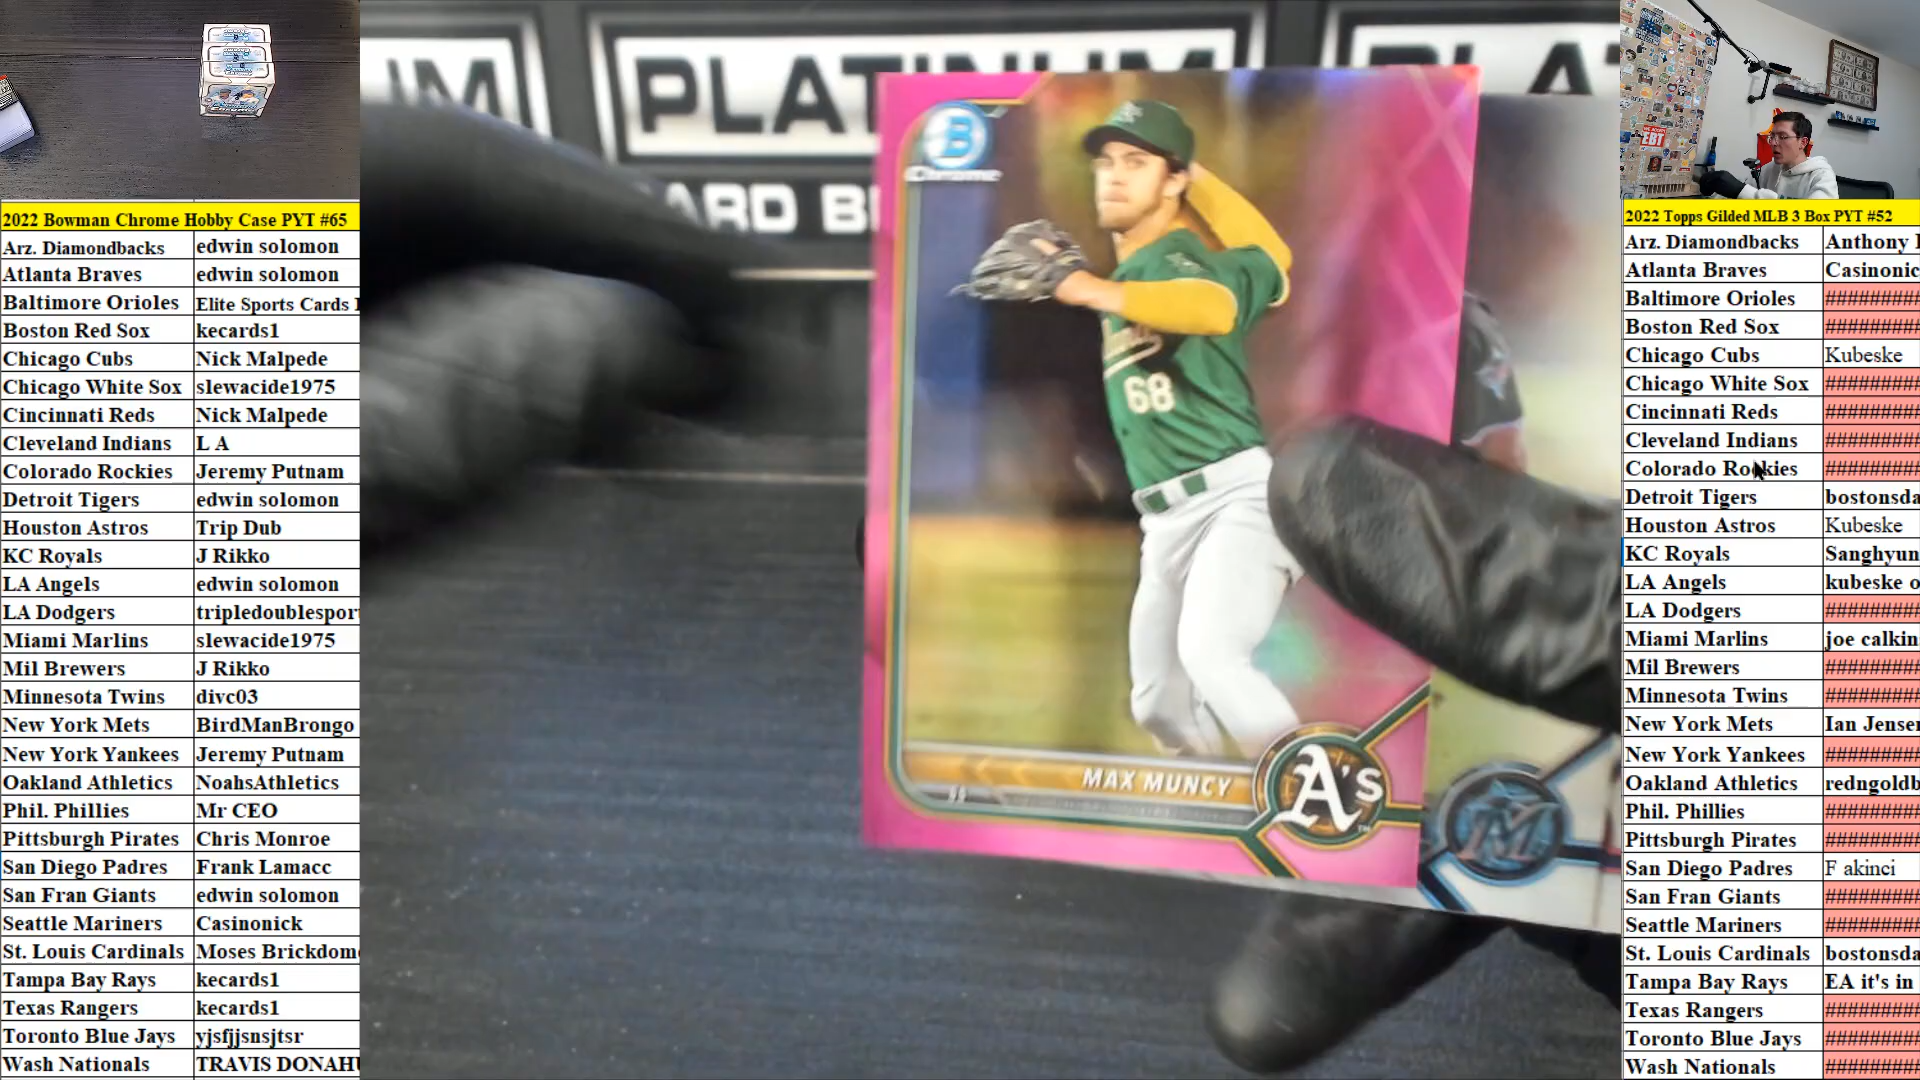 2022 Bowman Chrome Hobby Case PYT #65
Arz. Diamondbacks edwin solomon
Atlanta Braves edwin solomon
Baltimore Orioles Elite Sports Cards
Boston Red Sox kecards1
Chicago Cubs Nick Malpede
Chicago White Sox slewacide1975
Cincinnati Reds Nick Malpede
Cleveland Indians L A
Colorado Rockies Jeremy Putnam
Detroit Tigers edwin solomon
Houston Astros Trip Dub
KC Royals J Rikko
LA Angels edwin solomon
LA Dodgers tripledoublespor
Miami Marlins slewacide1975
Mil Brewers J Rikko
Minnesota Twins divc03
New York Mets BirdManBrongo
New York Yankees Jeremy Putnam
Oakland Athletics NoahsAthletics
Phil. Phillies Mr CEO
Pittsburgh Pirates Chris Monroe
San Diego Padres Frank Lamacc
San Fran Giants edwin solomon
Seattle Mariners Casinonick
St. Louis Cardinals Moses Brickdom
Tampa Bay Rays kecards1
Texas Rangers kecards1
Toronto Blue Jays yjsfjjsnsjtsr
Wash Nationals TRAVIS DONAH
UM PLATINUM PLAT
ARD B
B
Chrome
68
MAX MUNCY
A's
M
EBT
2022 Topps Gilded MLB 3 Box PYT #52
Arz. Diamondbacks Anthony
Atlanta Braves Casinonic
Baltimore Orioles #########
Boston Red Sox #########
Chicago Cubs Kubeske
Chicago White Sox #########
Cincinnati Reds #########
Cleveland Indians #########
Colorado Rockies #########
Detroit Tigers bostonsda
Houston Astros Kubeske
KC Royals Sanghyun
LA Angels kubeske o
LA Dodgers #########
Miami Marlins joe calkin
Mil Brewers #########
Minnesota Twins #########
New York Mets Ian Jensen
New York Yankees #########
Oakland Athletics redngoldb
Phil. Phillies #########
Pittsburgh Pirates #########
San Diego Padres F akinci
San Fran Giants #########
Seattle Mariners #########
St. Louis Cardinals bostonsda
Tampa Bay Rays EA it's in
Texas Rangers #########
Toronto Blue Jays #########
Wash Nationals #########